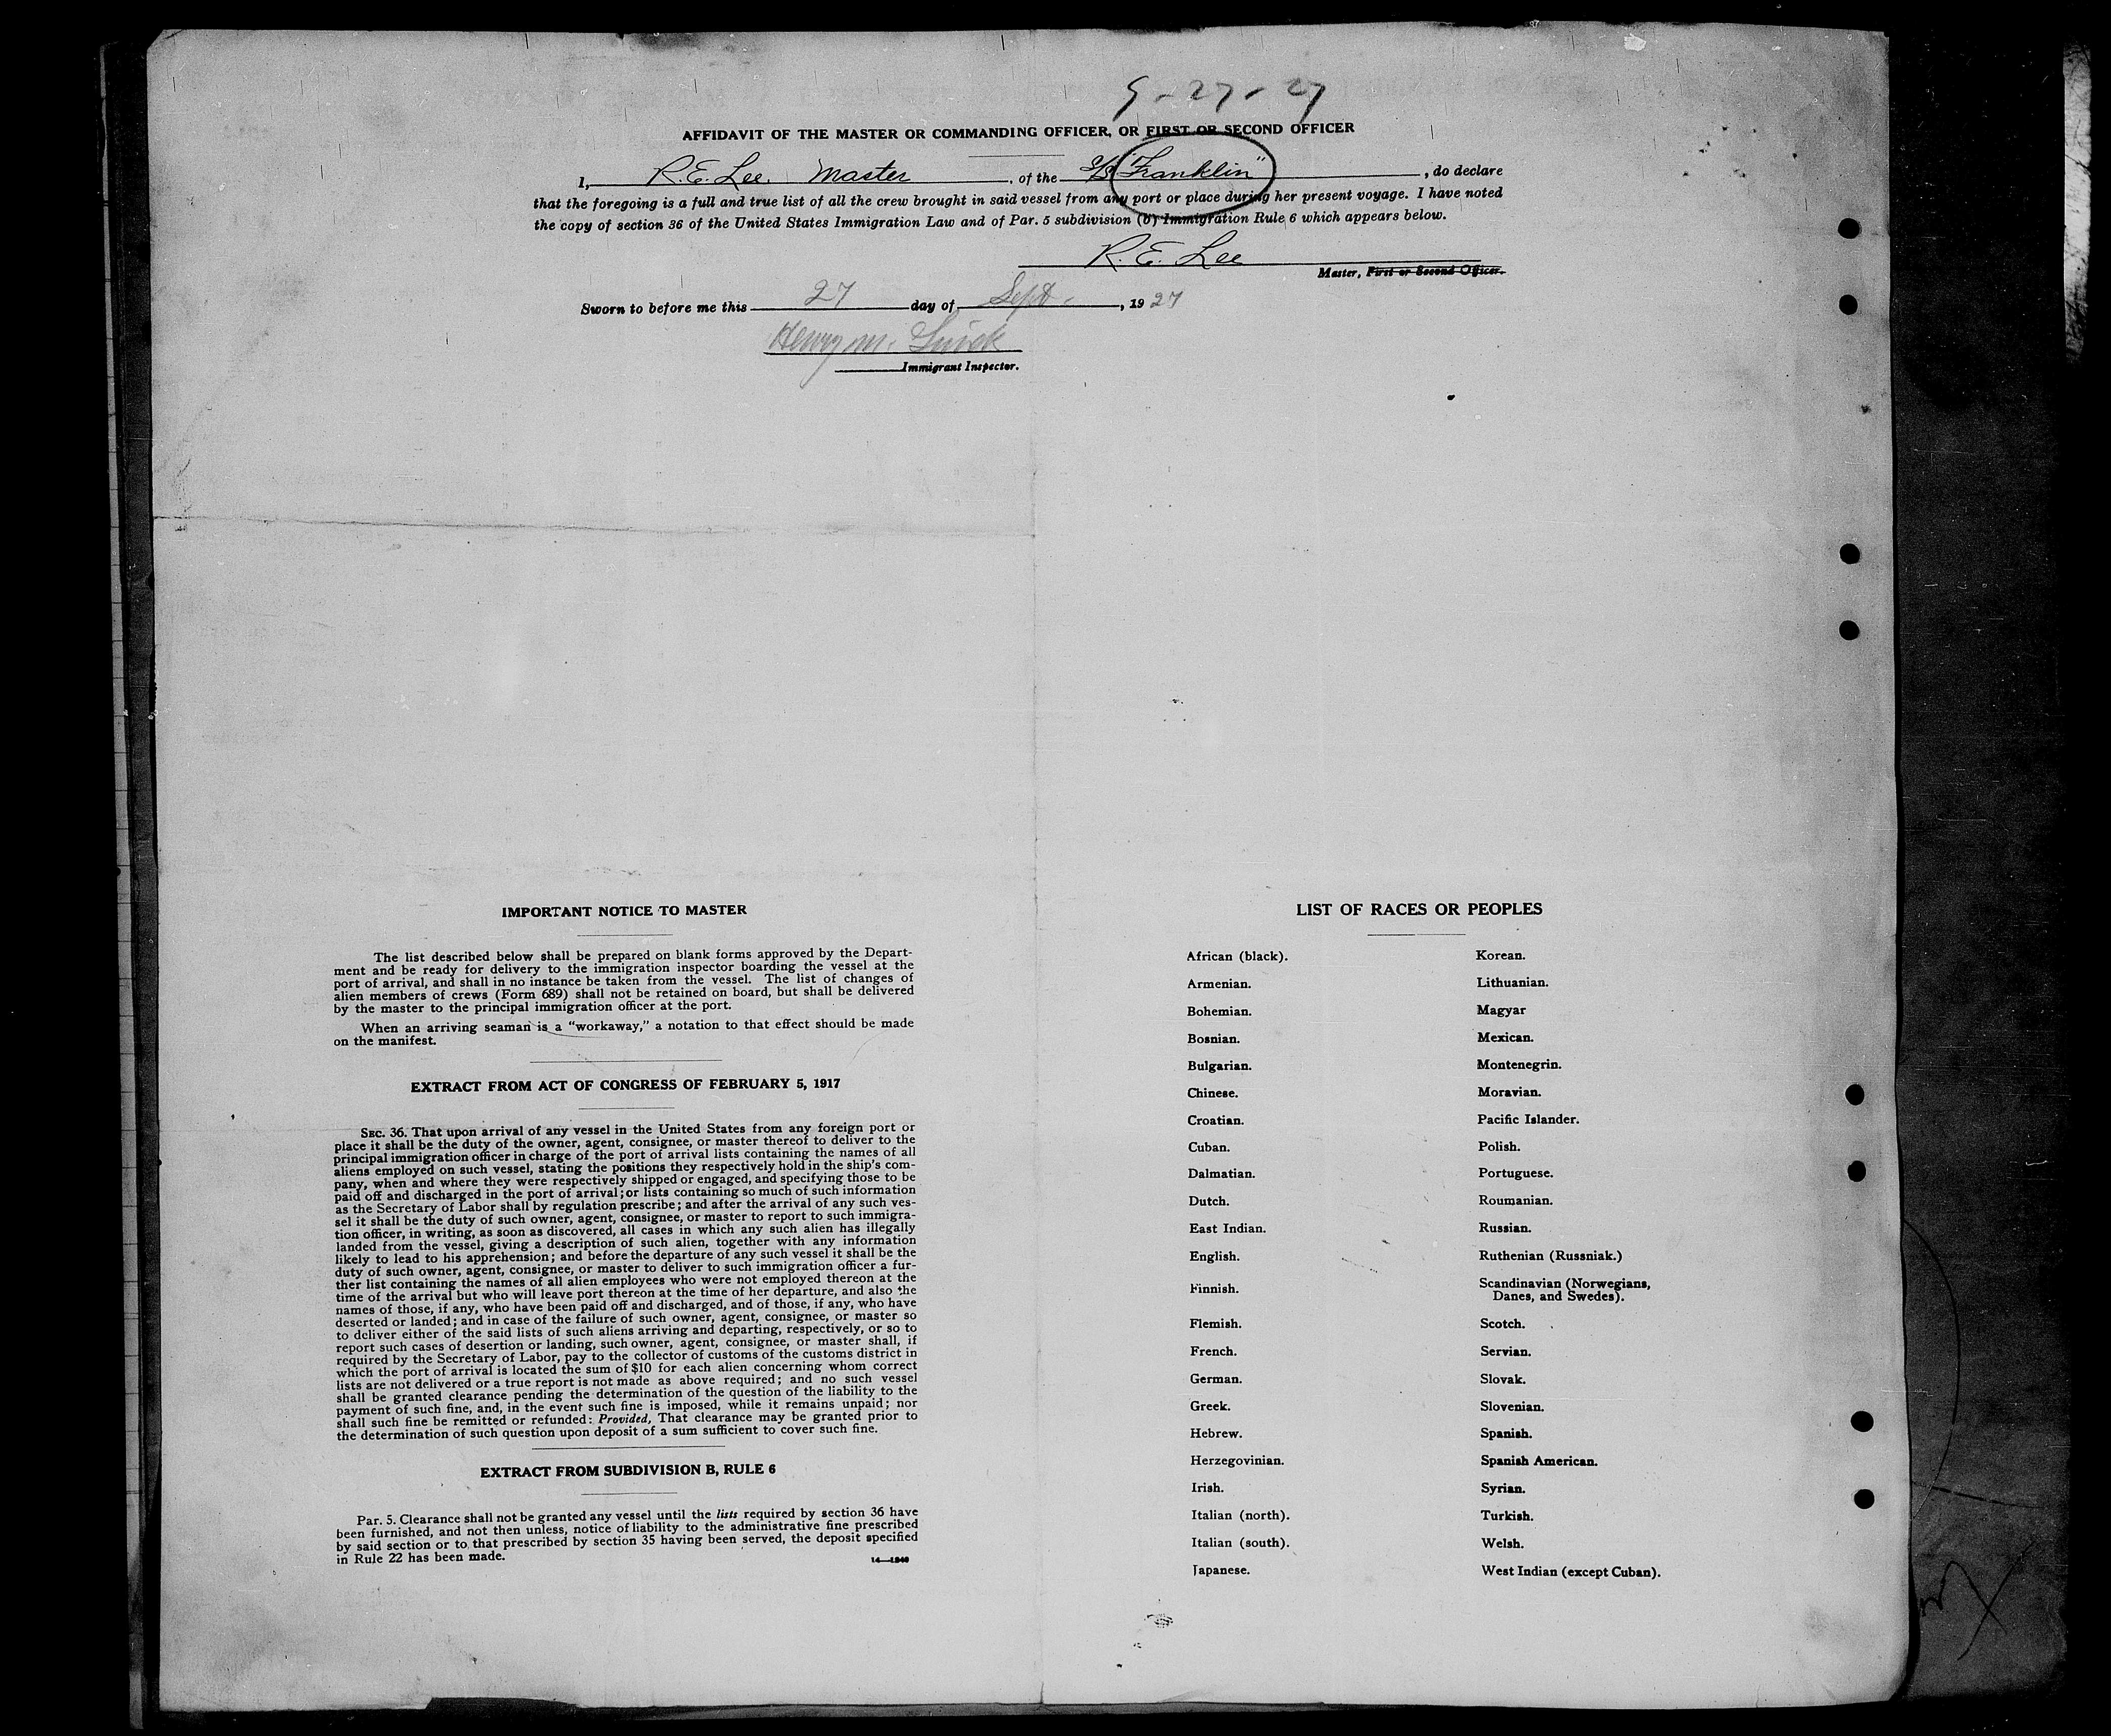 9-27-27
AFFIDAVIT OF THE MASTER OR COMMANDING OFFICER, OR FIRST OR SECOND OFFICER
I, R.E. Lee. Master, of the S/S "Franklin", do declare
that the foregoing is a full and true list of all the crew brought in said vessel from any port or place during her present voyage. I have noted
the copy of section 36 of the United States Immigration Law and of Par. 5 subdivision (b) Immigration Rule 6 which appears below.
R. E. Lee
Master, First or Second Officer.
Sworn to before me this 27 day of Sept., 1927
Henry M.
Immigrant Inspector.
IMPORTANT NOTICE TO MASTER
The list described below shall be prepared on blank forms approved by the Depart-
ment and be ready for delivery to the immigration inspector boarding the vessel at the
port of arrival, and shall in no instance be taken from the vessel. The list of changes of
alien members of crews (Form 689) shall not be retained on board, but shall be delivered
by the master to the principal immigration officer at the port.
When an arriving seaman is a "workaway," a notation to that effect should be made
on the manifest.
EXTRACT FROM ACT OF CONGRESS OF FEBRUARY 5, 1917
SEC. 36. That upon arrival of any vessel in the United States from any foreign port or
place it shall be the duty of the owner, agent, consignee, or master thereof to deliver to the
principal immigration officer in charge of the port of arrival lists containing the names of all
aliens employed on such vessel, stating the positions they respectively hold in the ship's com-
pany, when and where they were respectively shipped or engaged, and specifying those to be
paid off and discharged in the port of arrival; or lists containing so much of such information
as the Secretary of Labor shall by regulation prescribe; and after the arrival of any such ves-
sel it shall be the duty of such owner, agent, consignee, or master to report to such immigra-
tion officer, in writing, as soon as discovered, all cases in which any such alien has illegally
landed from the vessel, giving a description of such alien, together with any information
likely to lead to his apprehension; and before the departure of any such vessel it shall be the
duty of such owner, agent, consignee, or master to deliver to such immigration officer a fur-
ther list containing the names of all alien employees who were not employed thereon at the
time of the arrival but who will leave port thereon at the time of her departure, and also the
names of those, if any, who have been paid off and discharged, and of those, if any, who have
deserted or landed; and in case of the failure of such owner, agent, consignee, or master so
to deliver either of the said lists of such aliens arriving and departing, respectively, or so to
report such cases of desertion or landing, such owner, agent, consignee, or master shall, if
required by the Secretary of Labor, pay to the collector of customs of the customs district in
which the port of arrival is located the sum of $10 for each alien concerning whom correct
lists are not delivered or a true report is not made as above required; and no such vessel
shall be granted clearance pending the determination of the question of the liability to the
payment of such fine, and, in the event such fine is imposed, while it remains unpaid; nor
shall such fine be remitted or refunded: Provided, That clearance may be granted prior to
the determination of such question upon deposit of a sum sufficient to cover such fine.
EXTRACT FROM SUBDIVISION B, RULE 6
Par. 5. Clearance shall not be granted any vessel until the lists required by section 36 have
been furnished, and not then unless, notice of liability to the administrative fine prescribed
by said section or to that prescribed by section 35 having been served, the deposit specified
in Rule 22 has been made.
LIST OF RACES OR PEOPLES
African (black).
Armenian.
Bohemian.
Bosnian.
Bulgarian.
Chinese.
Croatian.
Cuban.
Dalmatian.
Dutch.
East Indian.
English.
Finnish.
Flemish.
French.
German.
Greek.
Hebrew.
Herzegovinian.
Irish.
Italian (north).
Italian (south).
Japanese.
Korean.
Lithuanian.
Magyar
Mexican.
Montenegrin.
Moravian.
Pacific Islander.
Polish.
Portuguese.
Roumanian.
Russian.
Ruthenian (Russniak.)
Scandinavian (Norwegians,
Danes, and Swedes).
Scotch.
Servian.
Slovak.
Slovenian.
Spanish.
Spanish American.
Syrian.
Turkish.
Welsh.
West Indian (except Cuban).